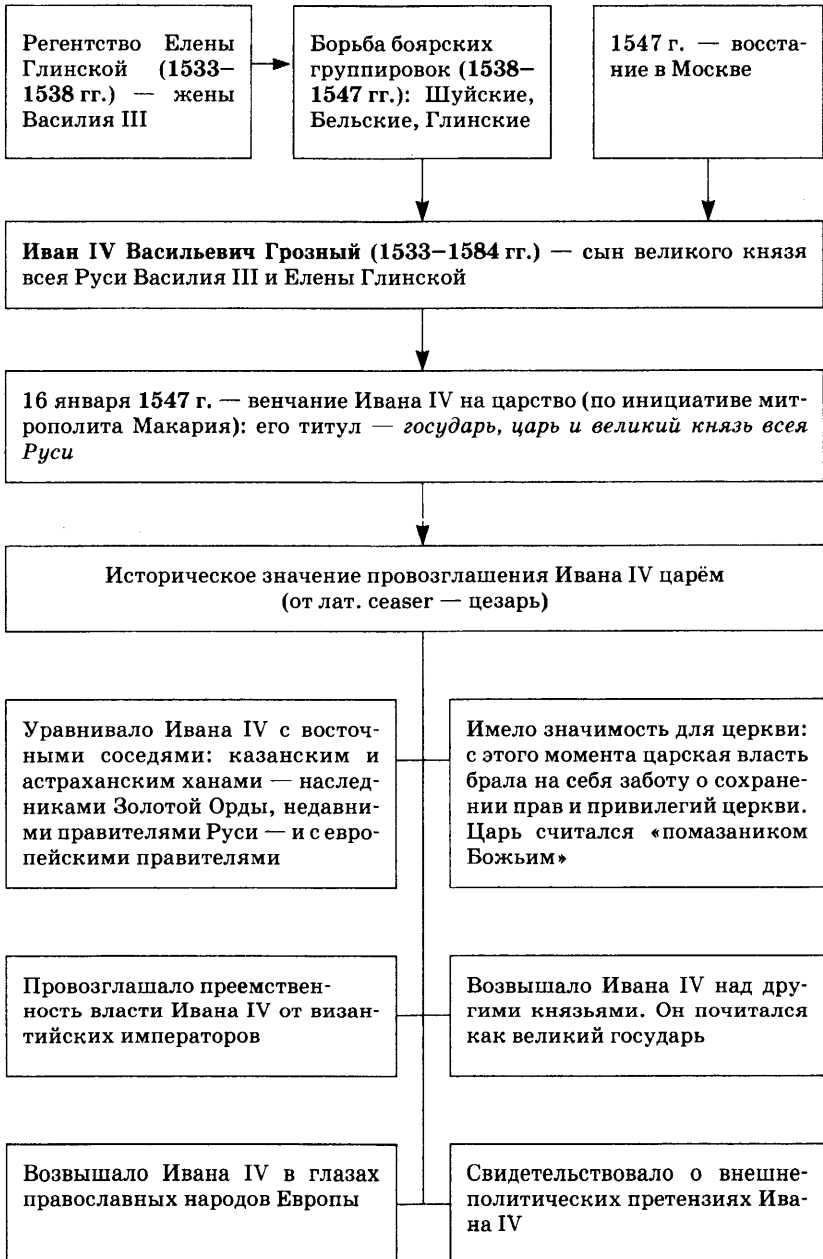 Регентство Елены
Глинской (1533–
1538 гг.) — жены
Василия III
Борьба боярских
группировок (1538–
1547 гг.): Шуйские,
Бельские, Глинские
1547 г. — восста-
ние в Москве
Иван IV Васильевич Грозный (1533–1584 гг.) — сын великого князя
всея Руси Василия III и Елены Глинской
16 января 1547 г. — венчание Ивана IV на царство (по инициативе мит-
рополита Макария): его титул — государь, царь и великий князь всея
Руси
Историческое значение провозглашения Ивана IV царём
(от лат. ceaser — цезарь)
Уравнивало Ивана IV с восточ-
ными соседями: казанским и
астраханским ханами — наслед-
никами Золотой Орды, недавни-
ми правителями Руси — и с евро-
пейскими правителями
Имело значимость для церкви:
с этого момента царская власть
брала на себя заботу о сохране-
нии прав и привилегий церкви.
Царь считался «помазаником
Божьим»
Провозглашало преемствен-
ность власти Ивана IV от визан-
тийских императоров
Возвышало Ивана IV над дру-
гими князьями. Он почитался
как великий государь
Возвышало Ивана IV в глазах
православных народов Европы
Свидетельствовало о внешне-
политических претензиях Ива-
на IV